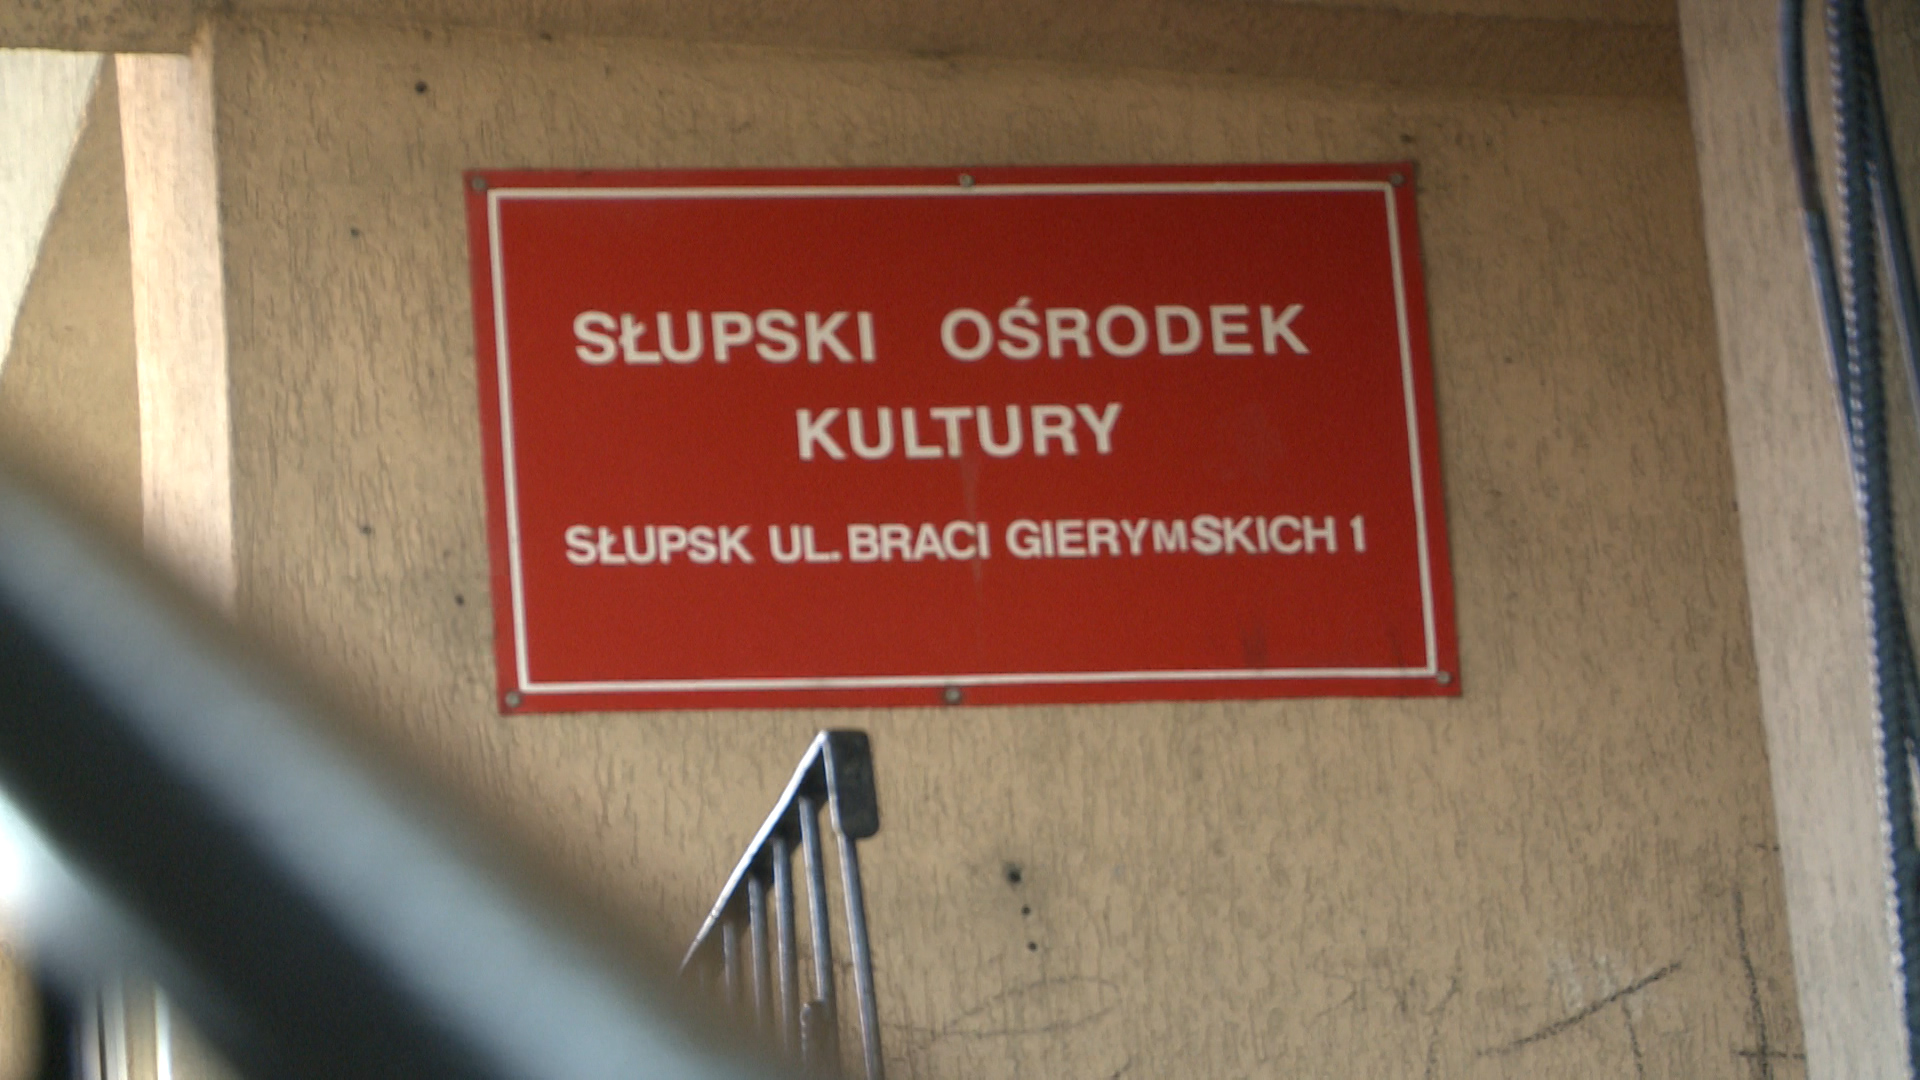 SŁUPSKI OŚRODEK
KULTURY
SŁUPSK UL. BRACI GIERYMSKICH 1